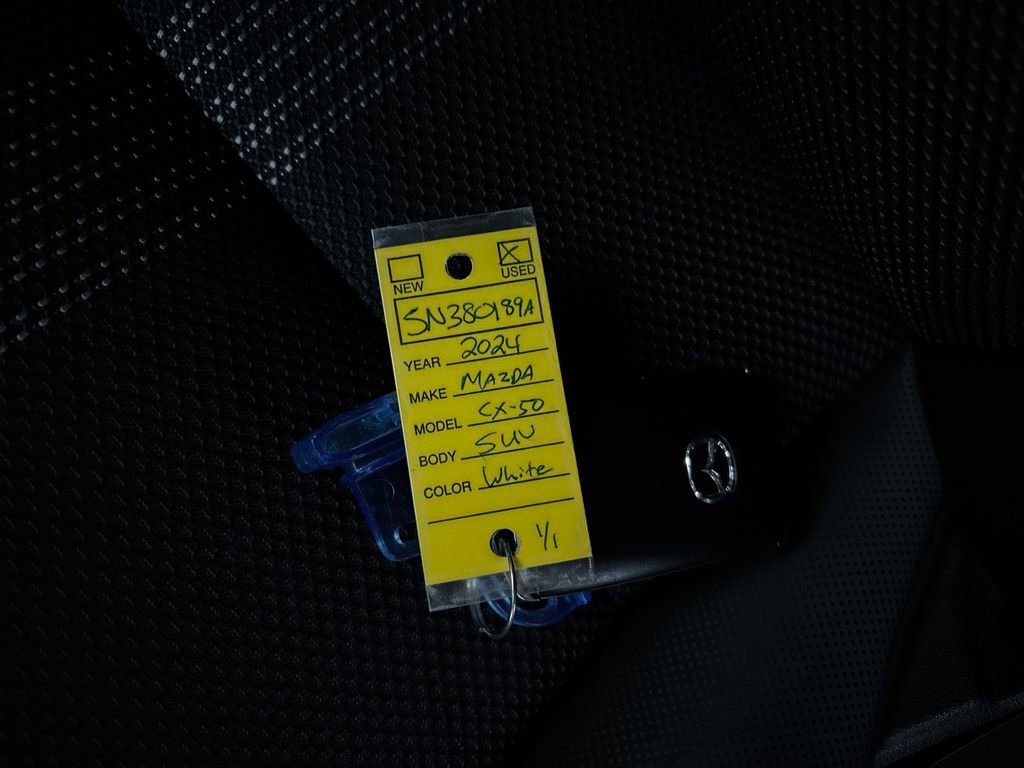 NEW USED
SN380189A
YEAR 2024
MAKE MAZDA
MODEL CX-50
BODY SUV
COLOR White
1/1